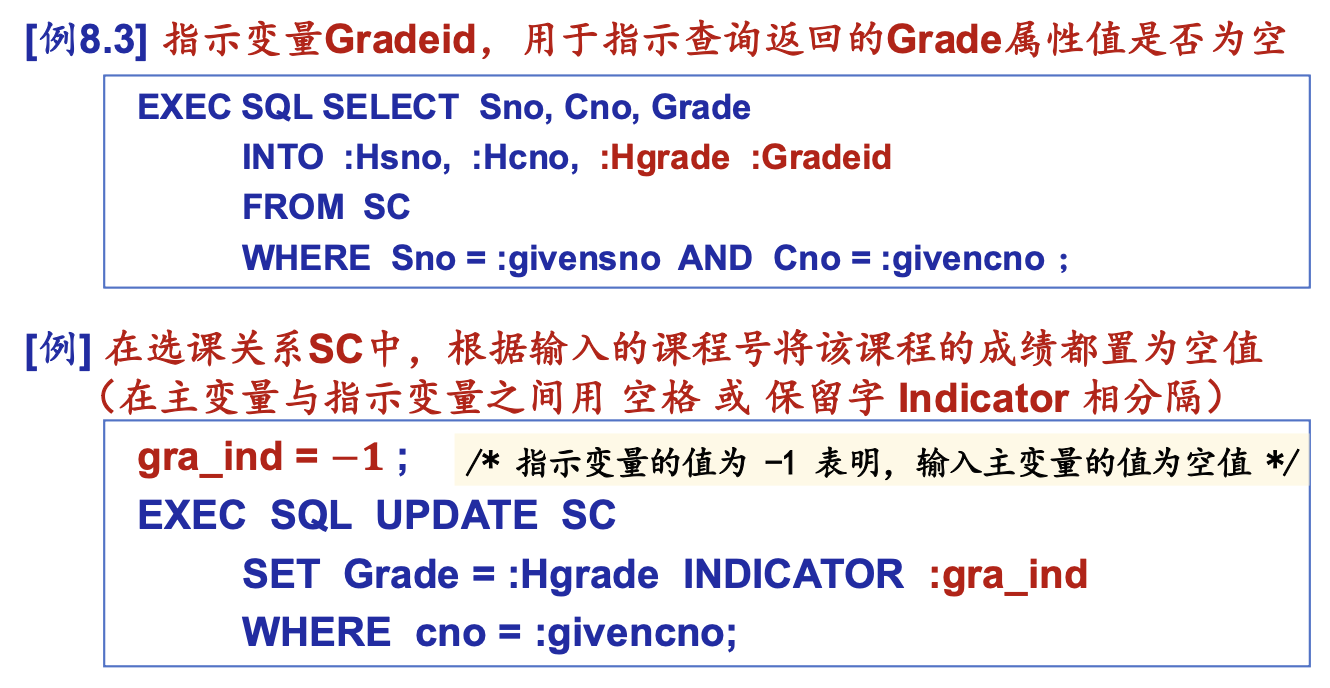 [例8.3] 指示变量Gradeid，用于指示查询返回的Grade属性值是否为空
EXEC SQL SELECT Sno, Cno, Grade
INTO :Hsno, :Hcno, :Hgrade :Gradeid
FROM SC
WHERE Sno = :givensno AND Cno = :givencno ；
[例] 在选课关系SC中，根据输入的课程号将该课程的成绩都置为空值
（在主变量与指示变量之间用 空格 或 保留字 Indicator 相分隔）
gra_ind = −1 ; /* 指示变量的值为 -1 表明，输入主变量的值为空值 */
EXEC SQL UPDATE SC
SET Grade = :Hgrade INDICATOR :gra_ind
WHERE cno = :givencno;